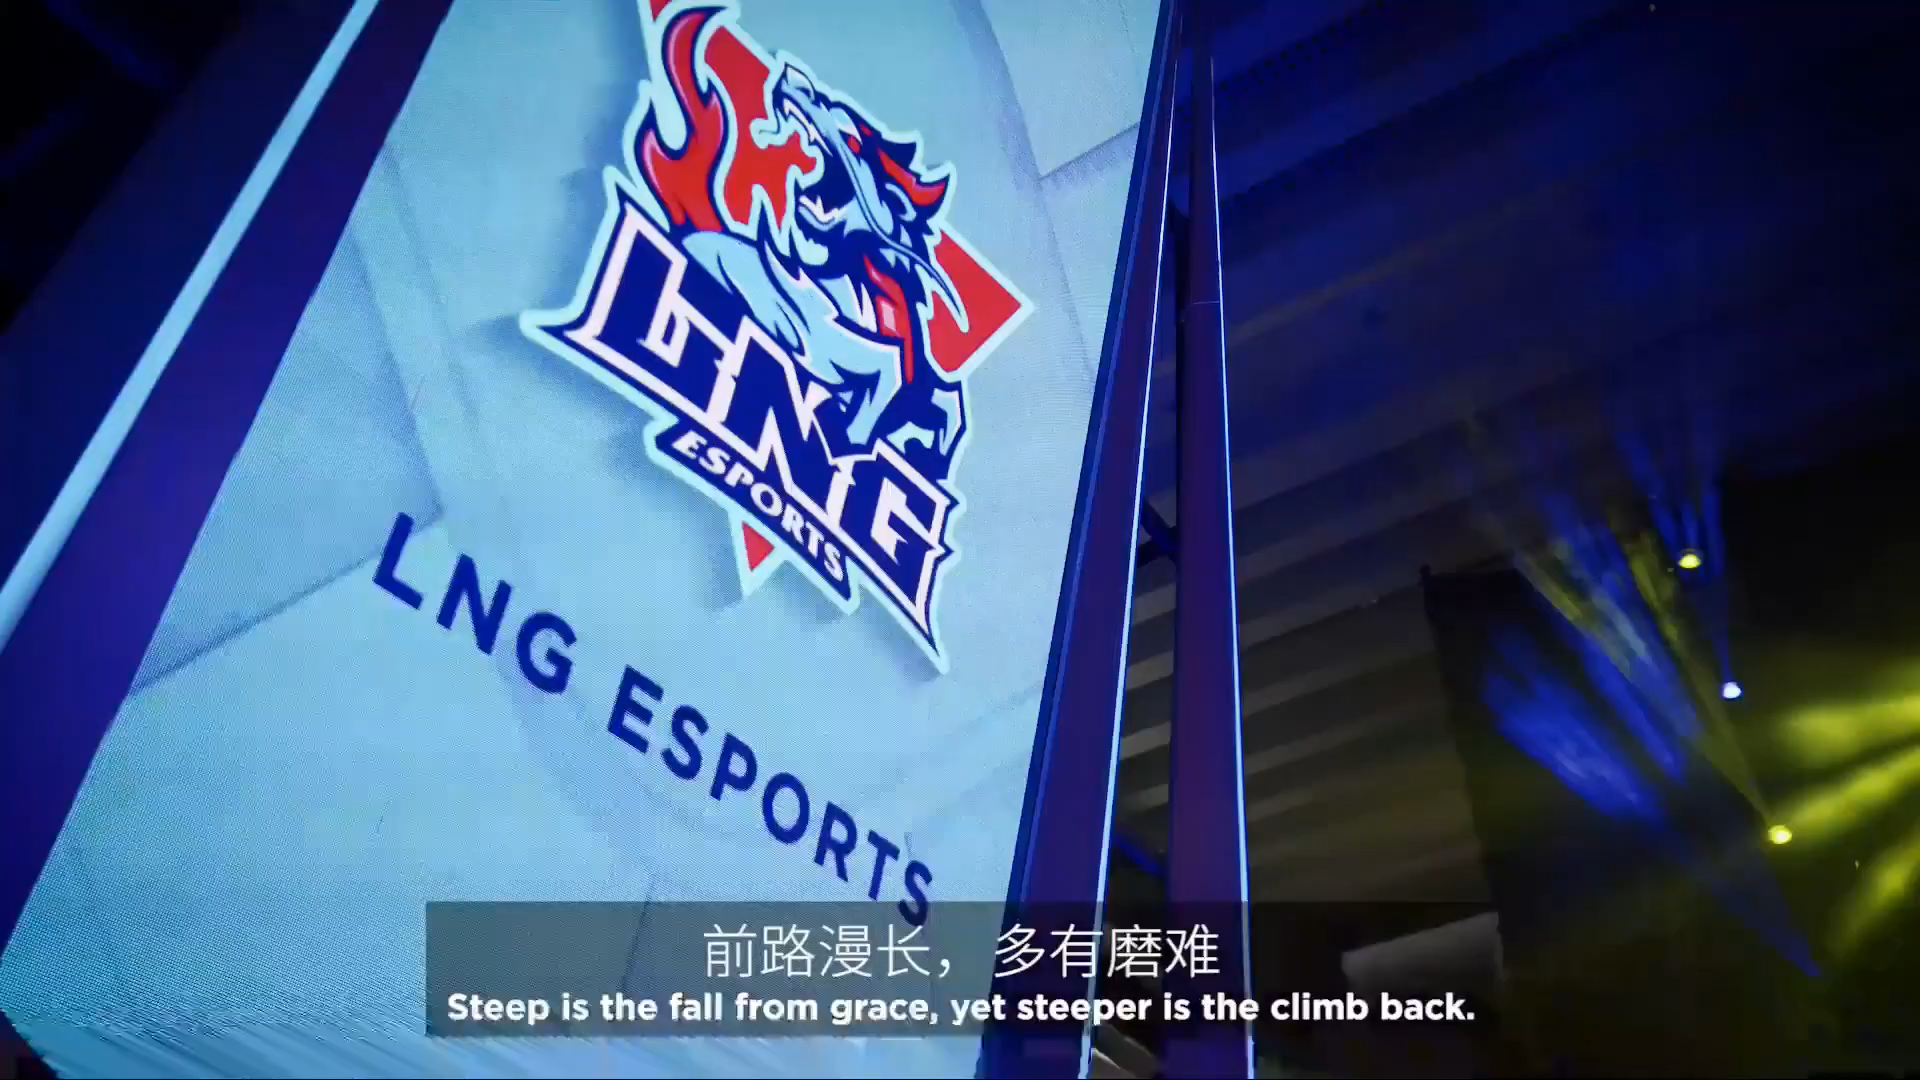 LNG
ESPORTS
LNG ESPORTS
前路漫长，多有磨难
Steep is the fall from grace, yet steeper is the climb back.